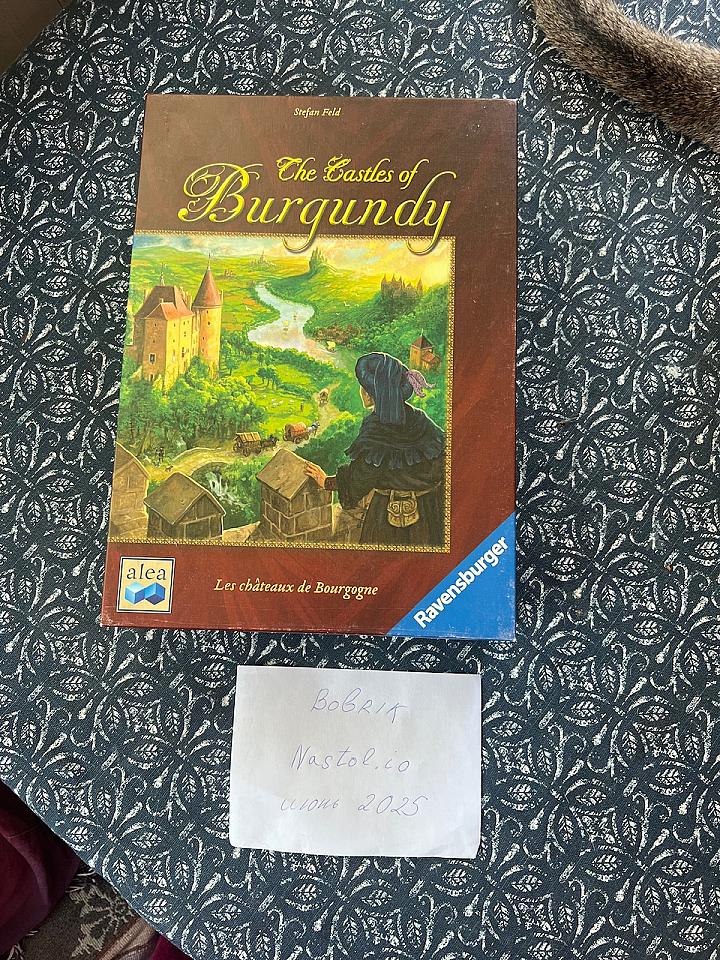 Stefan Feld
The Castles of
Burgundy
alea
Les châteaux de Bourgogne
Ravensburger
BoBRIK
Nastol.io
июнь 2025